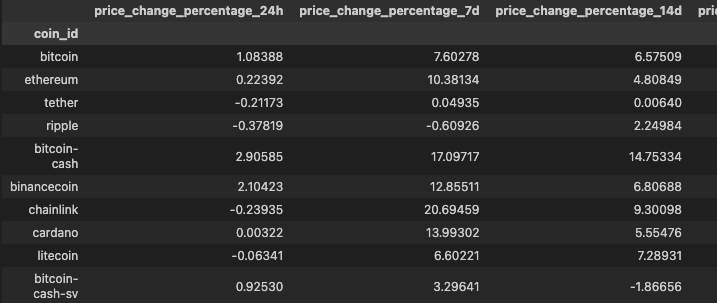 price_change_percentage_24h price_change_percentage_7d price_change_percentage_14d pri
coin_id
bitcoin 1.08388 7.60278 6.57509
ethereum 0.22392 10.38134 4.80849
tether -0.21173 0.04935 0.00640
ripple -0.37819 -0.60926 2.24984
bitcoin-
cash 2.90585 17.09717 14.75334
binancecoin 2.10423 12.85511 6.80688
chainlink -0.23935 20.69459 9.30098
cardano 0.00322 13.99302 5.55476
litecoin -0.06341 6.60221 7.28931
bitcoin-
cash-sv 0.92530 3.29641 -1.86656